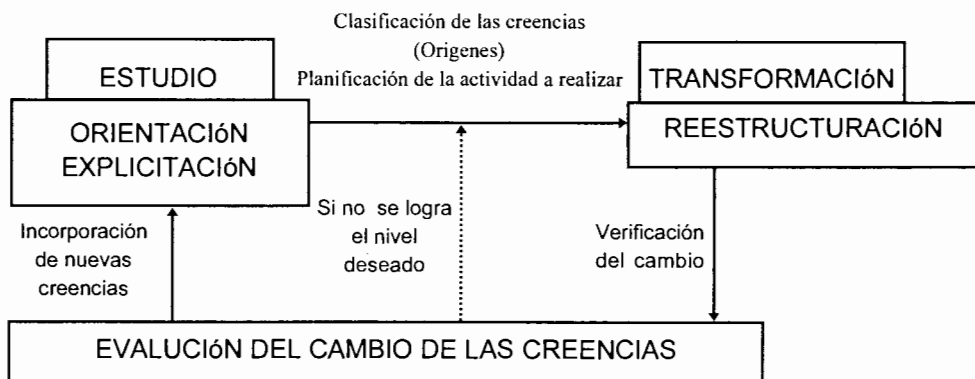 Clasificación de las creencias
(Origenes)
Planificación de la actividad a realizar
ESTUDIO
ORIENTACIóN
EXPLICITACIóN
TRANSFORMACIóN
REESTRUCTURACIóN
Incorporación
de nuevas
creencias
Si no se logra
el nivel
deseado
Verificación
del cambio
EVALUCIóN DEL CAMBIO DE LAS CREENCIAS